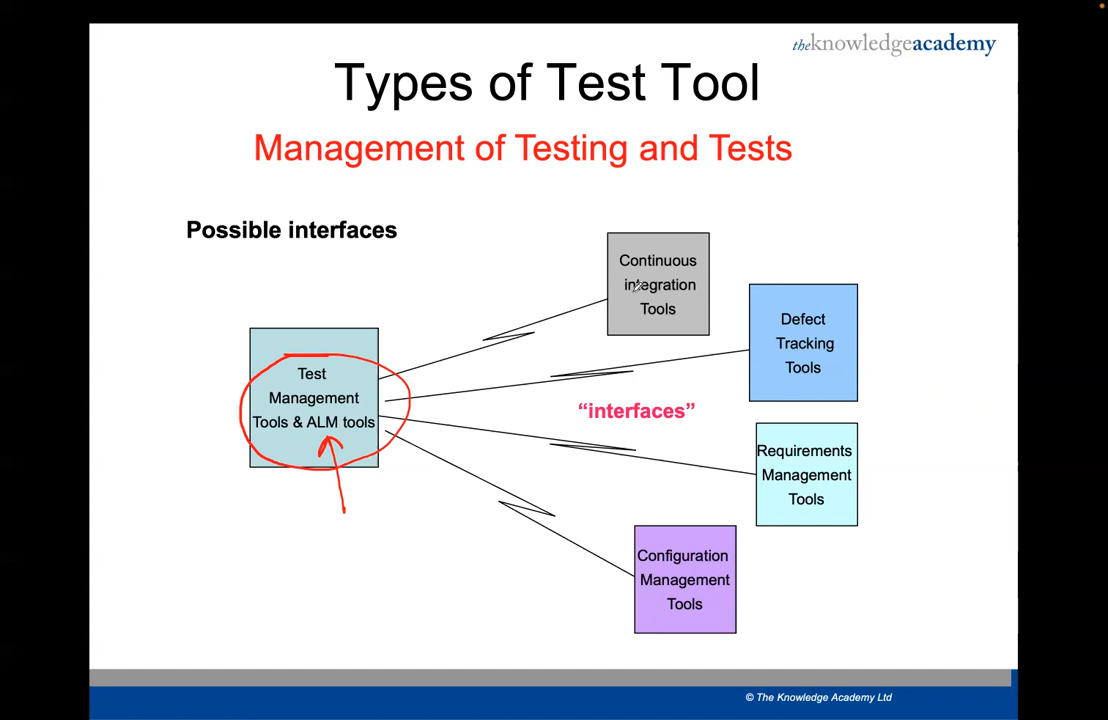 theknowledgeacademy
Types of Test Tool
Management of Testing and Tests
Possible interfaces
Continuous
integration
Tools
Defect
Tracking
Tools
Test
Management
Tools & ALM tools
“interfaces”
Requirements
Management
Tools
Configuration
Management
Tools
© The Knowledge Academy Ltd